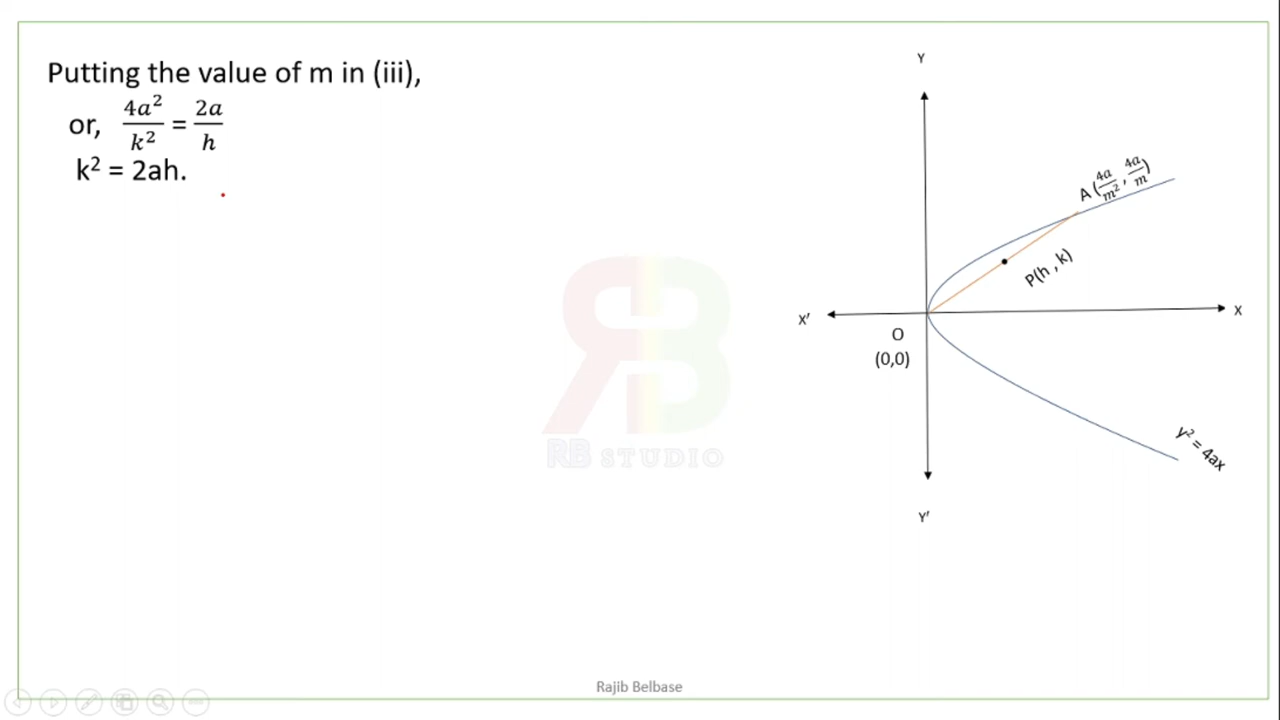 Putting the value of m in (iii),
or, 4a²/k² = 2a/h
k² = 2ah.
Y
A (4a/m², 4a/m)
P(h , k)
X′
X
O
(0,0)
y² = 4ax
Y′
RB STUDIO
Rajib Belbase